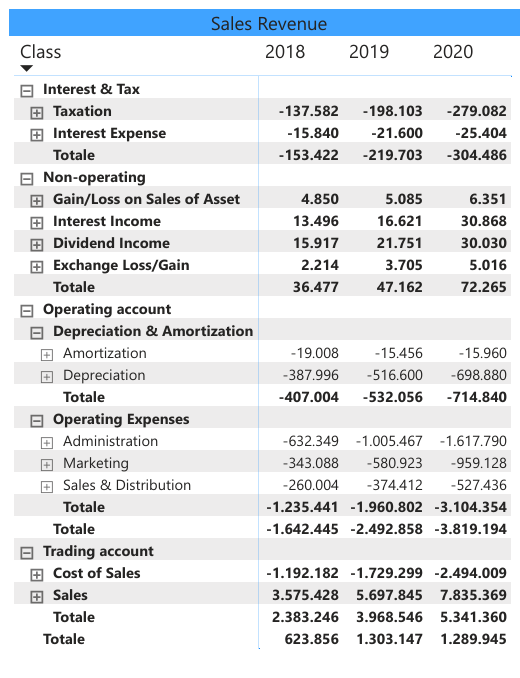 Sales Revenue
Class 2018 2019 2020
Interest & Tax
Taxation -137.582 -198.103 -279.082
Interest Expense -15.840 -21.600 -25.404
Totale -153.422 -219.703 -304.486
Non-operating
Gain/Loss on Sales of Asset 4.850 5.085 6.351
Interest Income 13.496 16.621 30.868
Dividend Income 15.917 21.751 30.030
Exchange Loss/Gain 2.214 3.705 5.016
Totale 36.477 47.162 72.265
Operating account
Depreciation & Amortization
Amortization -19.008 -15.456 -15.960
Depreciation -387.996 -516.600 -698.880
Totale -407.004 -532.056 -714.840
Operating Expenses
Administration -632.349 -1.005.467 -1.617.790
Marketing -343.088 -580.923 -959.128
Sales & Distribution -260.004 -374.412 -527.436
Totale -1.235.441 -1.960.802 -3.104.354
Totale -1.642.445 -2.492.858 -3.819.194
Trading account
Cost of Sales -1.192.182 -1.729.299 -2.494.009
Sales 3.575.428 5.697.845 7.835.369
Totale 2.383.246 3.968.546 5.341.360
Totale 623.856 1.303.147 1.289.945